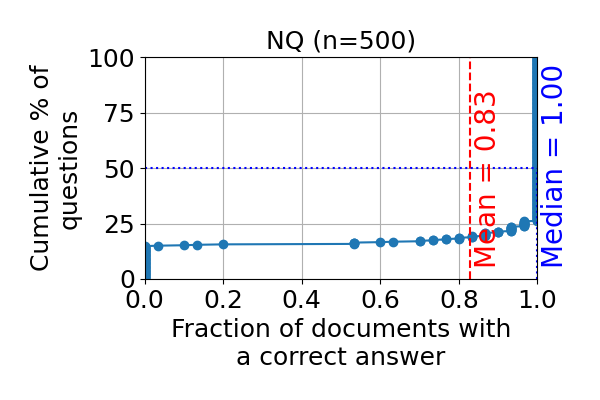 NQ (n=500)
Cumulative % of
questions
100
75
50
25
0
0.0 0.2 0.4 0.6 0.8 1.0
Mean = 0.83
Median = 1.00
Fraction of documents with
a correct answer